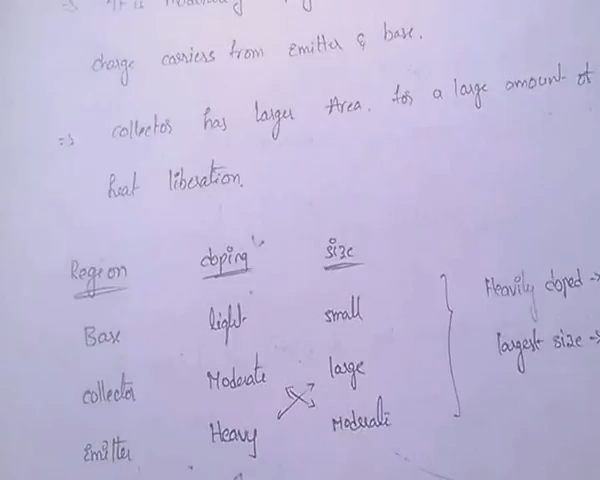 charge carriers from Emitter & base.
=> collector has larger Area. for a large amount of
heat liberation.
Region doping size
Base light small
collector Moderate large
Emitter Heavy Moderate
Heavily doped →
largest size →